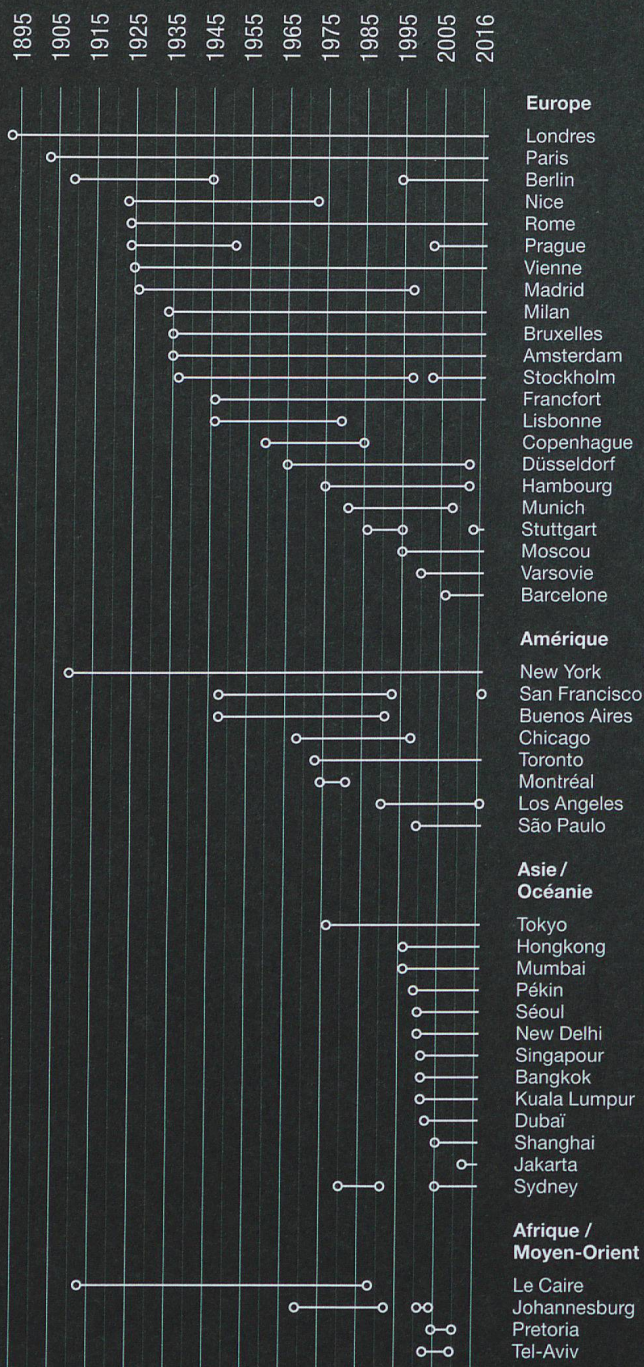 1895
1905
1915
1925
1935
1945
1955
1965
1975
1985
1995
2005
2016
Europe
Londres
Paris
Berlin
Nice
Rome
Prague
Vienne
Madrid
Milan
Bruxelles
Amsterdam
Stockholm
Francfort
Lisbonne
Copenhague
Düsseldorf
Hambourg
Munich
Stuttgart
Moscou
Varsovie
Barcelone
Amérique
New York
San Francisco
Buenos Aires
Chicago
Toronto
Montréal
Los Angeles
São Paulo
Asie /
Océanie
Tokyo
Hongkong
Mumbai
Pékin
Séoul
New Delhi
Singapour
Bangkok
Kuala Lumpur
Dubaï
Shanghai
Jakarta
Sydney
Afrique /
Moyen-Orient
Le Caire
Johannesburg
Pretoria
Tel-Aviv